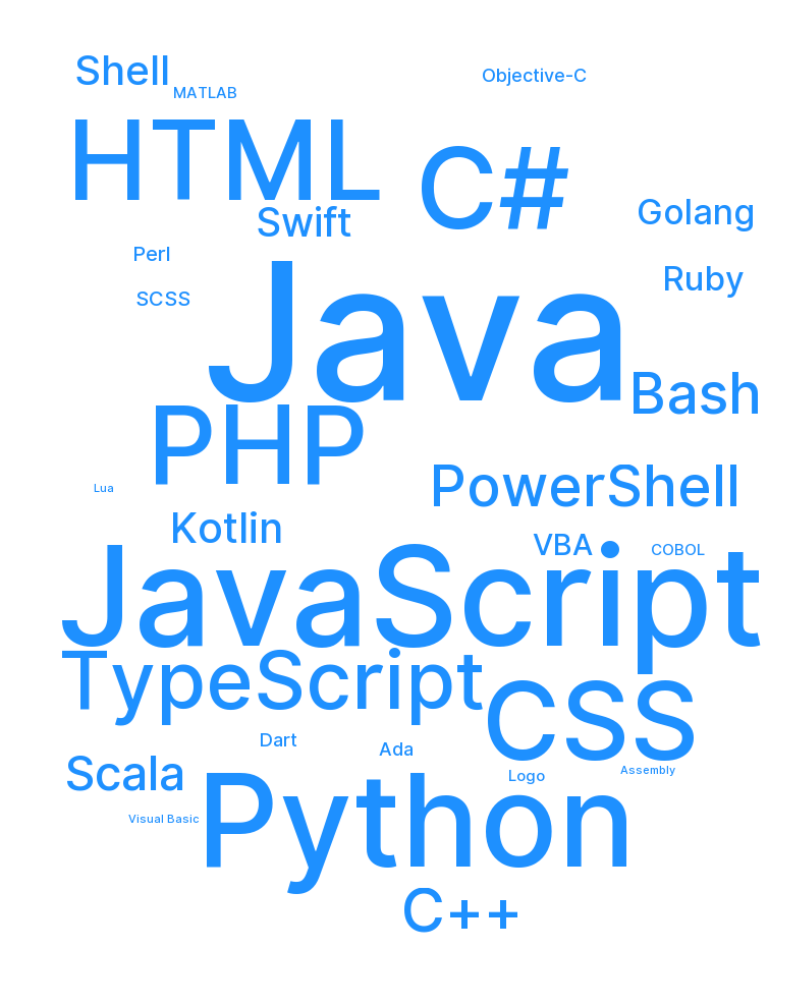 Shell
MATLAB
Objective-C
HTML
C#
Swift
Golang
Perl
Ruby
SCSS
Java
Bash
PHP
PowerShell
Lua
Kotlin
VBA
COBOL
JavaScript
TypeScript
CSS
Dart
Ada
Scala
Logo
Assembly
Visual Basic
Python
C++